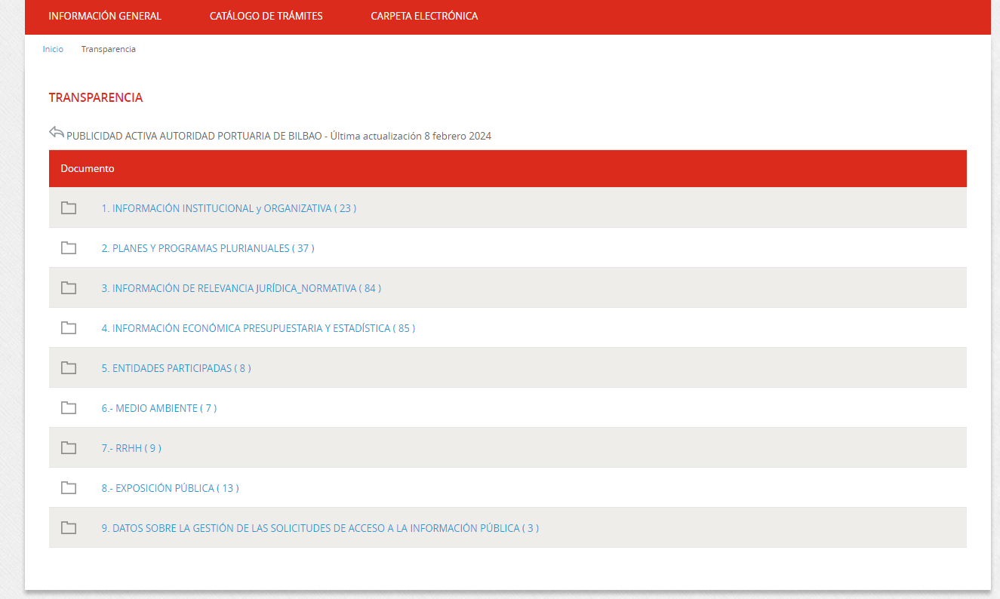 INFORMACIÓN GENERAL CATÁLOGO DE TRÁMITES CARPETA ELECTRÓNICA
Inicio Transparencia
TRANSPARENCIA
PUBLICIDAD ACTIVA AUTORIDAD PORTUARIA DE BILBAO - Última actualización 8 febrero 2024
Documento
1. INFORMACIÓN INSTITUCIONAL y ORGANIZATIVA ( 23 )
2. PLANES Y PROGRAMAS PLURIANUALES ( 37 )
3. INFORMACIÓN DE RELEVANCIA JURÍDICA_NORMATIVA ( 84 )
4. INFORMACIÓN ECONÓMICA PRESUPUESTARIA Y ESTADÍSTICA ( 85 )
5. ENTIDADES PARTICIPADAS ( 8 )
6.- MEDIO AMBIENTE ( 7 )
7.- RRHH ( 9 )
8.- EXPOSICIÓN PÚBLICA ( 13 )
9. DATOS SOBRE LA GESTIÓN DE LAS SOLICITUDES DE ACCESO A LA INFORMACIÓN PÚBLICA ( 3 )